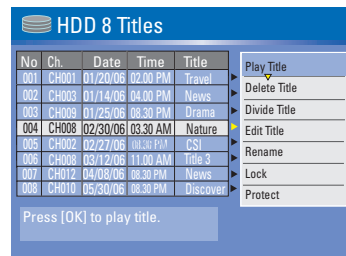 HDD 8 Titles
No Ch. Date Time Title
001 CH001 01/20/06 02.00 PM Travel
002 CH003 01/14/06 04.00 PM News
003 CH009 01/25/06 08.30 PM Drama
004 CH008 02/30/06 03.30 AM Nature
005 CH002 02/27/06 08.30 PM CSI
006 CH008 03/12/06 11.00 AM Title 3
007 CH012 04/08/06 08.30 PM News
008 CH010 05/30/06 08.30 PM Discover
Play Title
Delete Title
Divide Title
Edit Title
Rename
Lock
Protect
Press [OK] to play title.